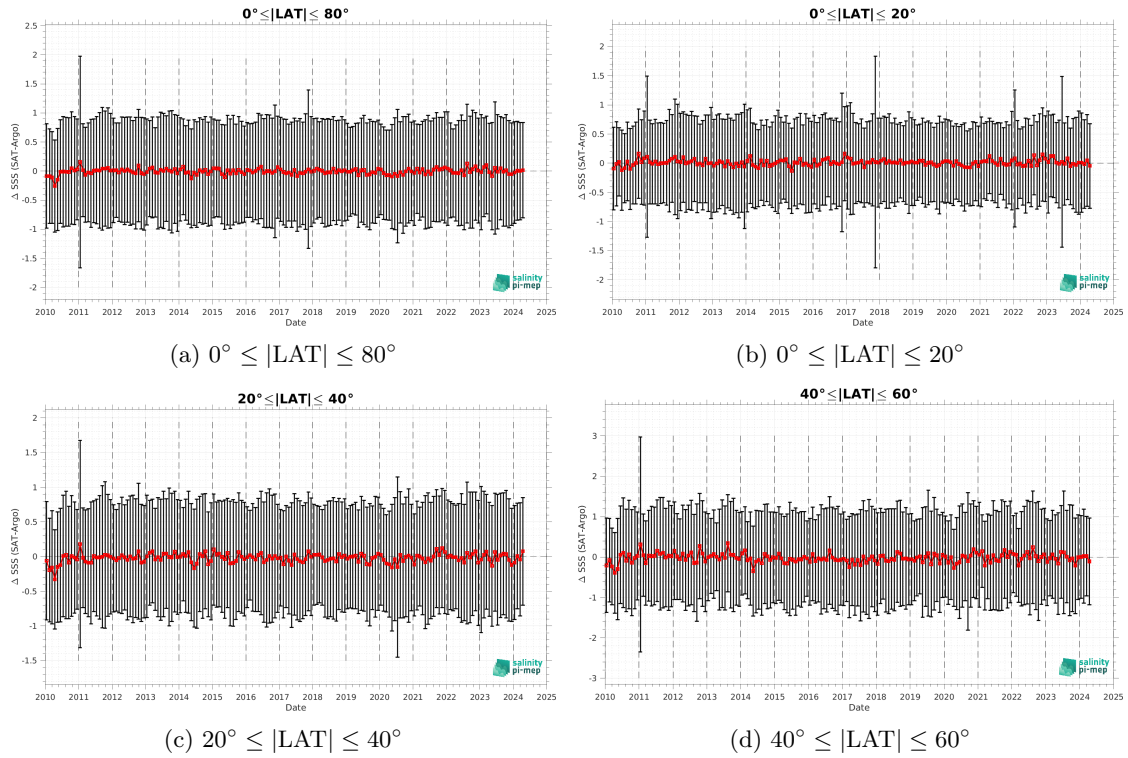 0°≤|LAT|≤ 80°
Δ SSS (SAT-Argo)
2.5
2
1.5
1
0.5
0
-0.5
-1
-1.5
-2
salinity
pi-mep
2010 2011 2012 2013 2014 2015 2016 2017 2018 2019 2020 2021 2022 2023 2024 2025
Date
(a) 0° ≤ |LAT| ≤ 80°
0°≤|LAT|≤ 20°
Δ SSS (SAT-Argo)
2
1.5
1
0.5
0
-0.5
-1
-1.5
-2
salinity
pi-mep
2010 2011 2012 2013 2014 2015 2016 2017 2018 2019 2020 2021 2022 2023 2024 2025
Date
(b) 0° ≤ |LAT| ≤ 20°
20°≤|LAT|≤ 40°
Δ SSS (SAT-Argo)
2
1.5
1
0.5
0
-0.5
-1
-1.5
salinity
pi-mep
2010 2011 2012 2013 2014 2015 2016 2017 2018 2019 2020 2021 2022 2023 2024 2025
Date
(c) 20° ≤ |LAT| ≤ 40°
40°≤|LAT|≤ 60°
Δ SSS (SAT-Argo)
3
2
1
0
-1
-2
-3
salinity
pi-mep
2010 2011 2012 2013 2014 2015 2016 2017 2018 2019 2020 2021 2022 2023 2024 2025
Date
(d) 40° ≤ |LAT| ≤ 60°